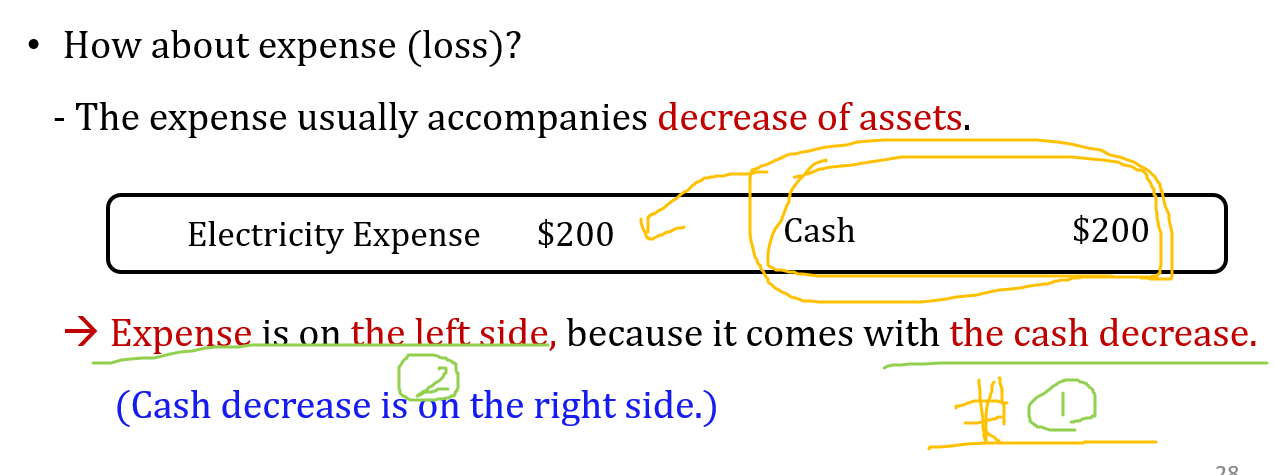 • How about expense (loss)?
- The expense usually accompanies decrease of assets.
Electricity Expense $200 Cash $200
→ Expense is on the left side, because it comes with the cash decrease.
2
(Cash decrease is on the right side.)
# 1
28